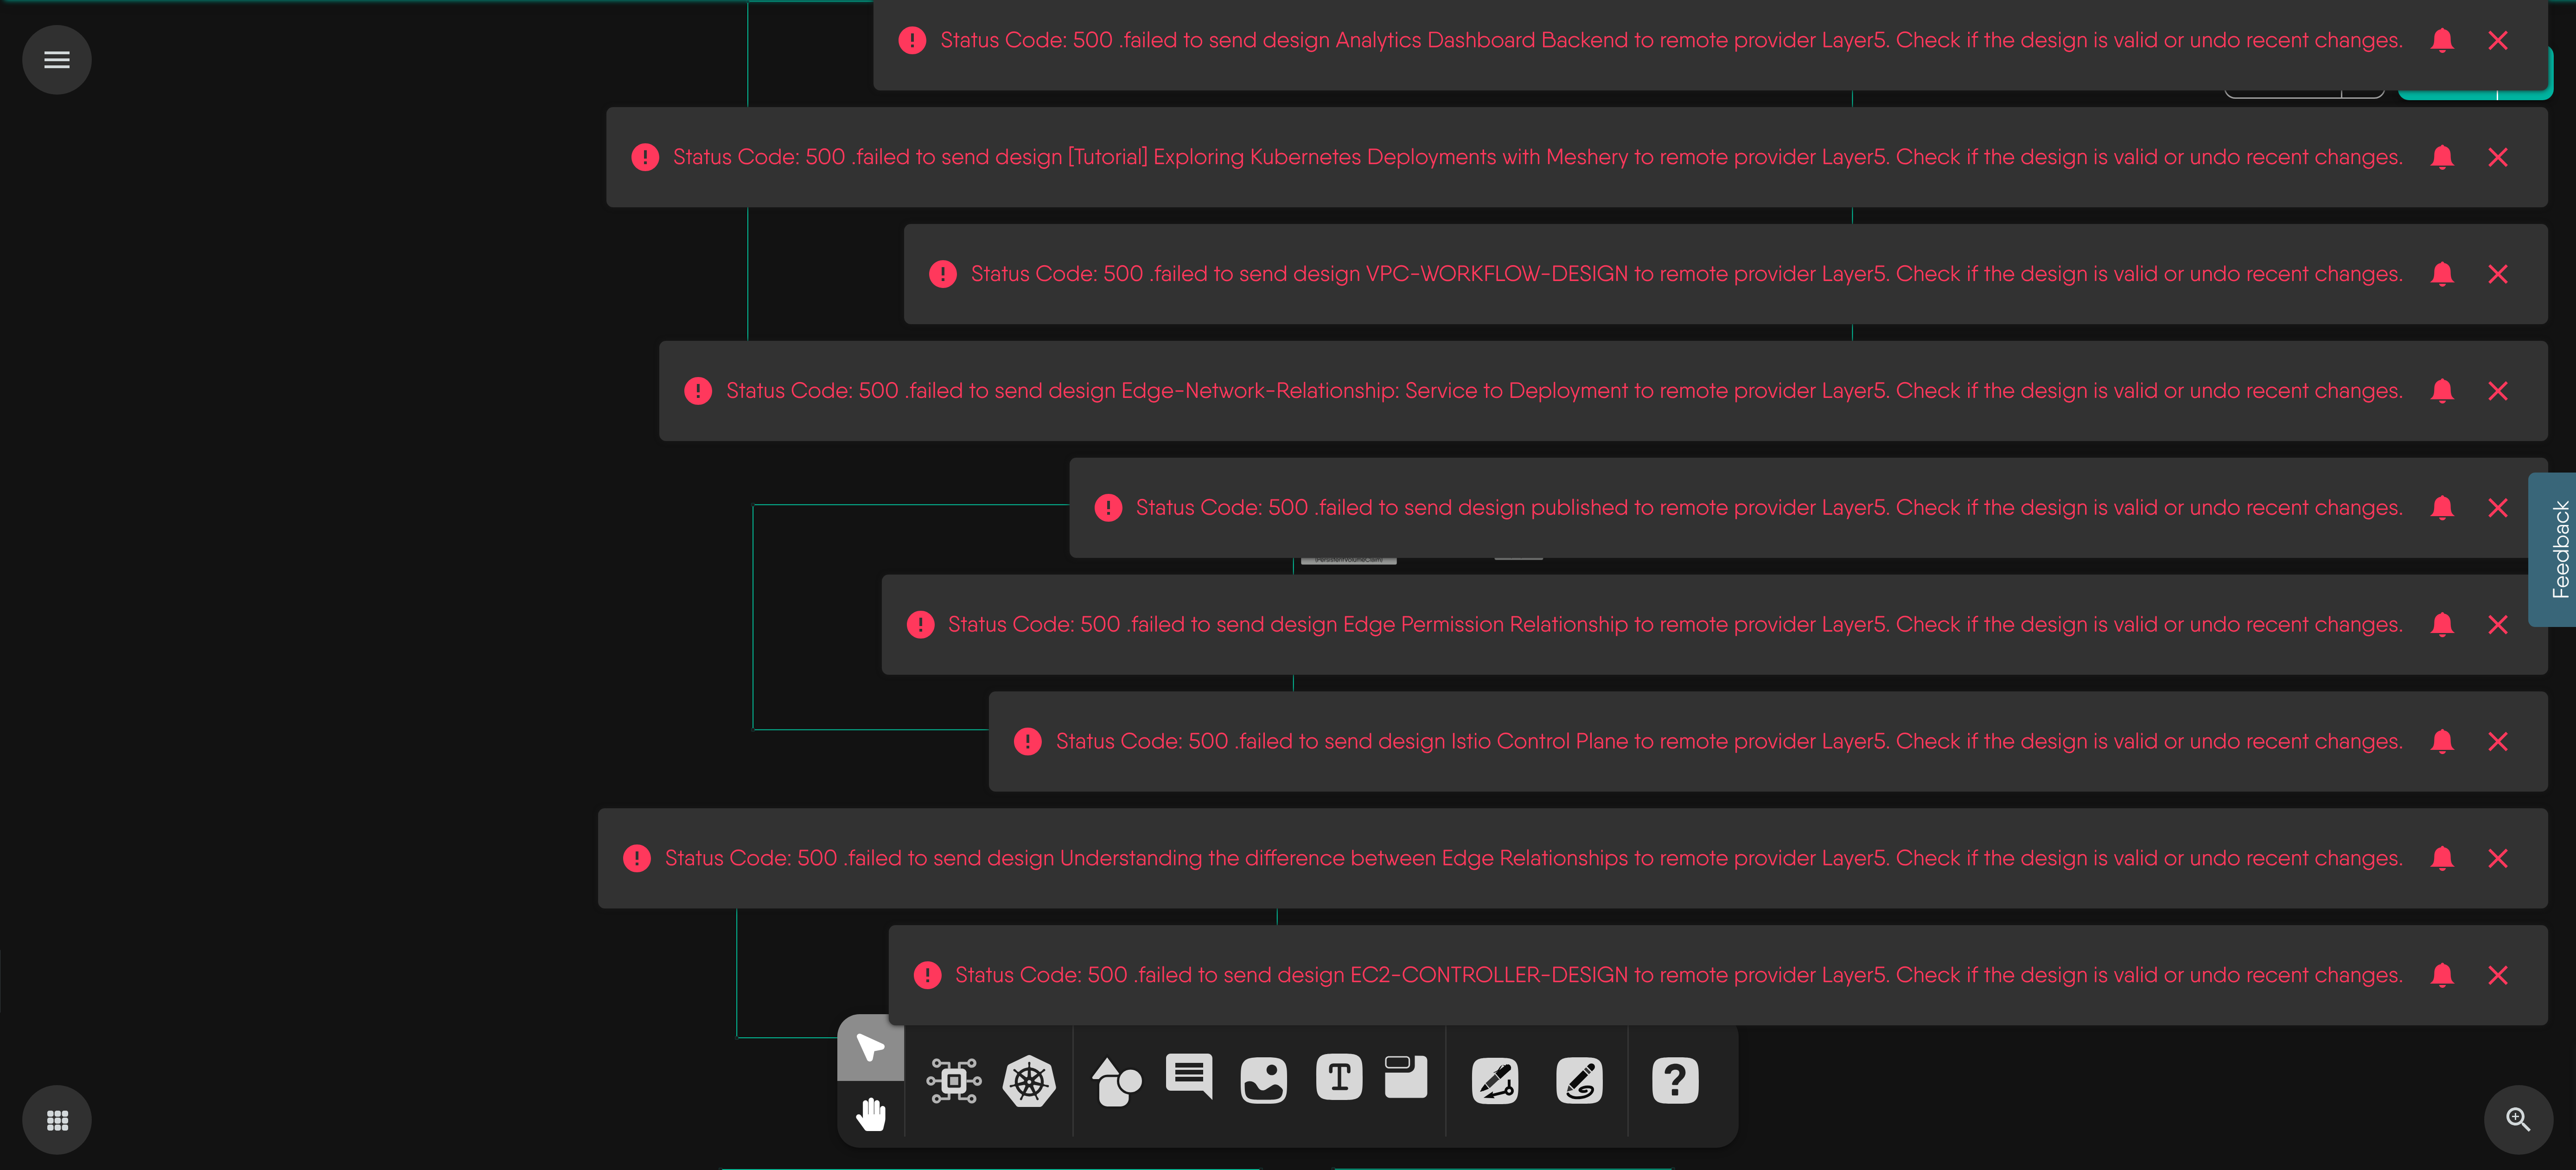 Status Code: 500 .failed to send design Analytics Dashboard Backend to remote provider Layer5. Check if the design is valid or undo recent changes.
Status Code: 500 .failed to send design [Tutorial] Exploring Kubernetes Deployments with Meshery to remote provider Layer5. Check if the design is valid or undo recent changes.
Status Code: 500 .failed to send design VPC-WORKFLOW-DESIGN to remote provider Layer5. Check if the design is valid or undo recent changes.
Status Code: 500 .failed to send design Edge-Network-Relationship: Service to Deployment to remote provider Layer5. Check if the design is valid or undo recent changes.
Status Code: 500 .failed to send design published to remote provider Layer5. Check if the design is valid or undo recent changes.
Feedback
Status Code: 500 .failed to send design Edge Permission Relationship to remote provider Layer5. Check if the design is valid or undo recent changes.
Status Code: 500 .failed to send design Istio Control Plane to remote provider Layer5. Check if the design is valid or undo recent changes.
Status Code: 500 .failed to send design Understanding the difference between Edge Relationships to remote provider Layer5. Check if the design is valid or undo recent changes.
Status Code: 500 .failed to send design EC2-CONTROLLER-DESIGN to remote provider Layer5. Check if the design is valid or undo recent changes.
T
?